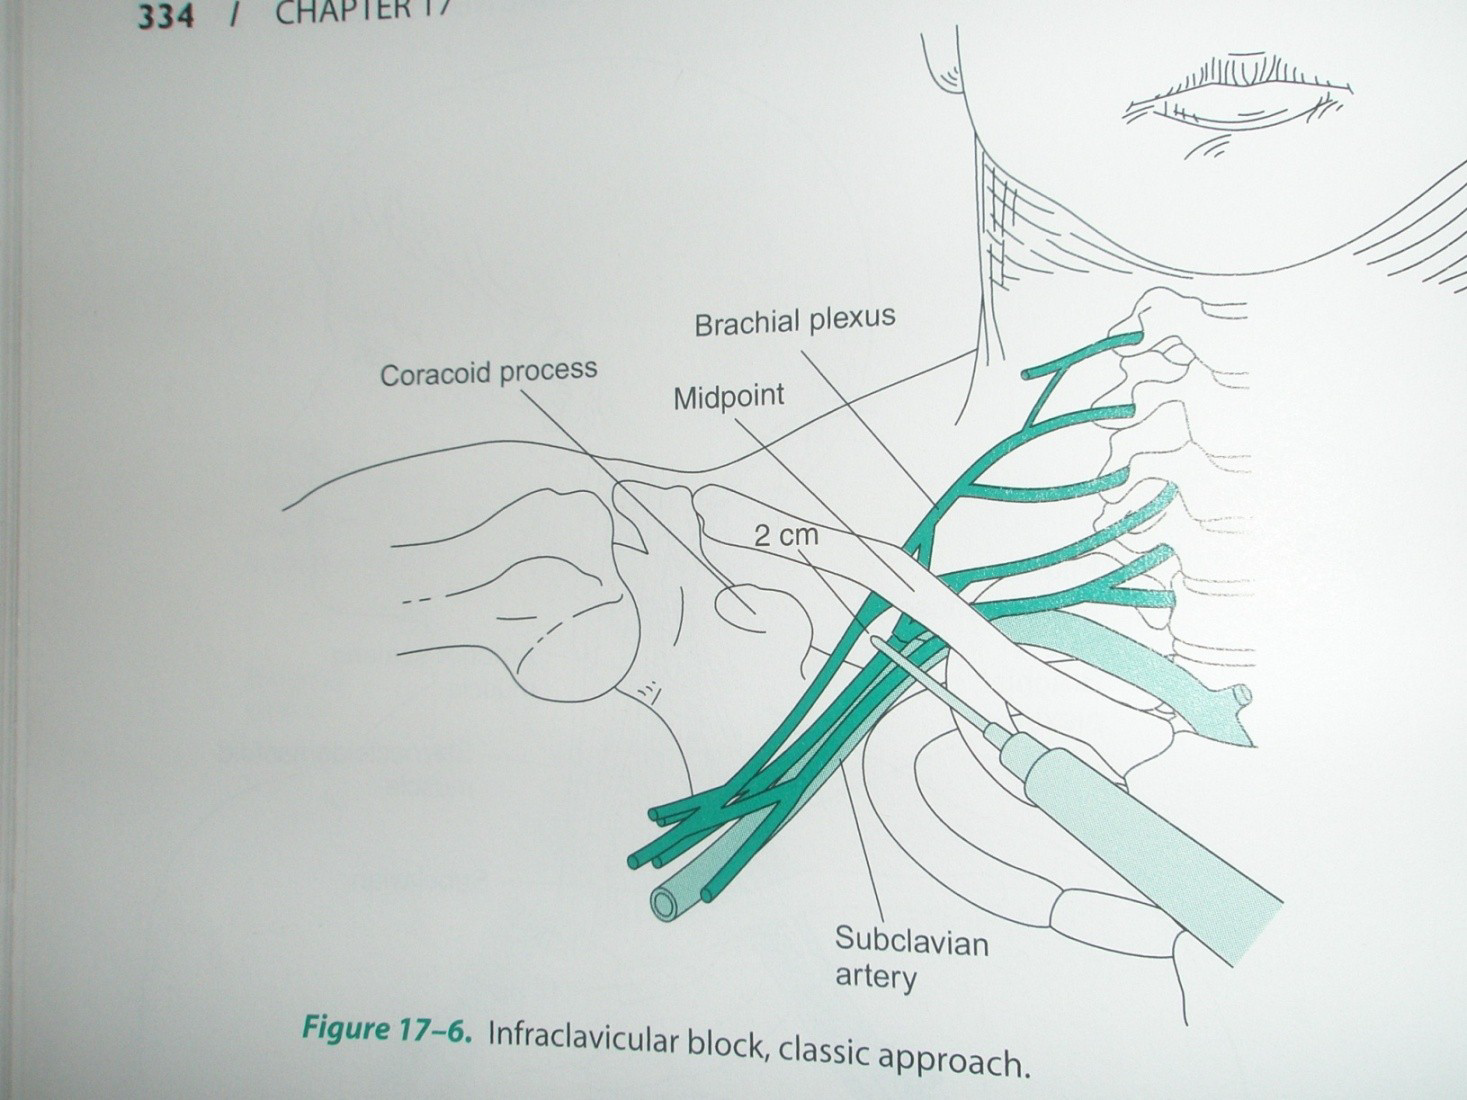 334 / CHAPTER 17
Brachial plexus
Coracoid process
Midpoint
2 cm
Subclavian
artery
Figure 17–6. Infraclavicular block, classic approach.